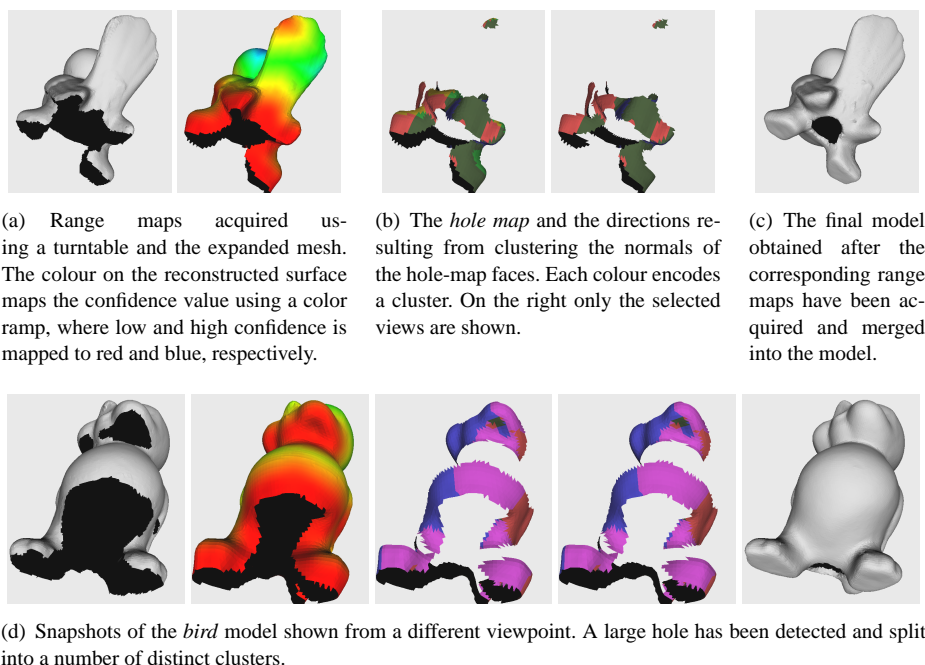 (a) Range maps acquired us-
ing a turntable and the expanded mesh.
The colour on the reconstructed surface
maps the confidence value using a color
ramp, where low and high confidence is
mapped to red and blue, respectively.
(b) The hole map and the directions re-
sulting from clustering the normals of
the hole-map faces. Each colour encodes
a cluster. On the right only the selected
views are shown.
(c) The final model
obtained after the
corresponding range
maps have been ac-
quired and merged
into the model.
(d) Snapshots of the bird model shown from a different viewpoint. A large hole has been detected and split
into a number of distinct clusters.